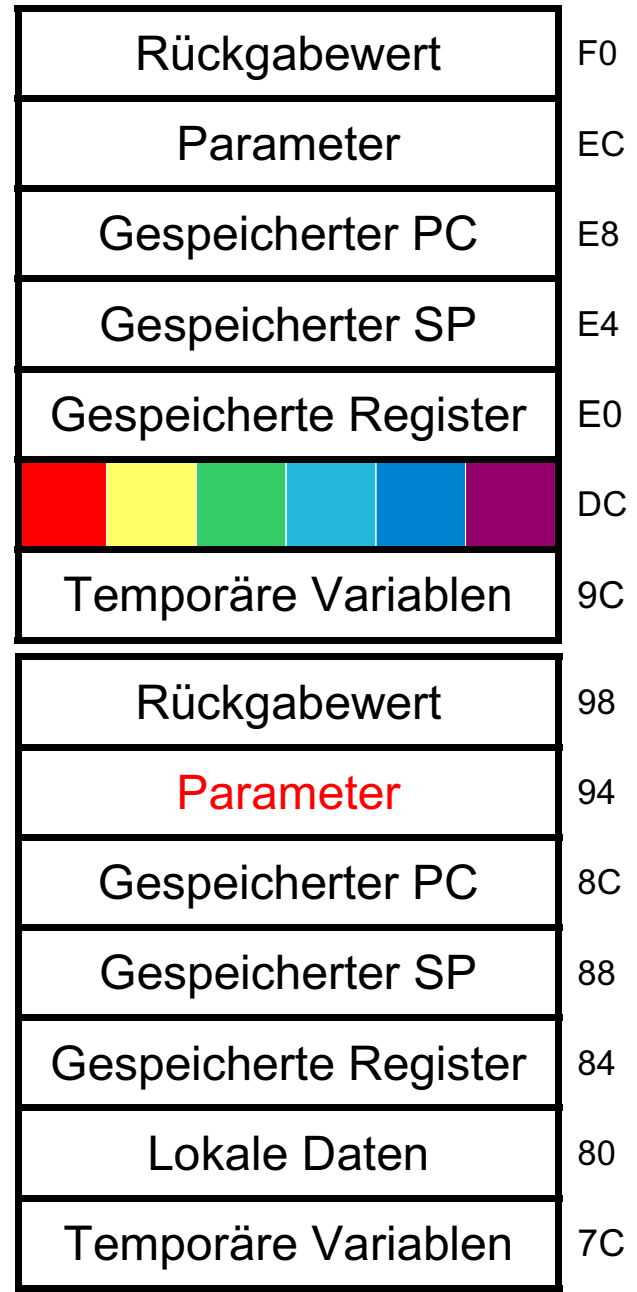 Rückgabewert F0
Parameter EC
Gespeicherter PC E8
Gespeicherter SP E4
Gespeicherte Register E0
DC
Temporäre Variablen 9C
Rückgabewert 98
Parameter 94
Gespeicherter PC 8C
Gespeicherter SP 88
Gespeicherte Register 84
Lokale Daten 80
Temporäre Variablen 7C